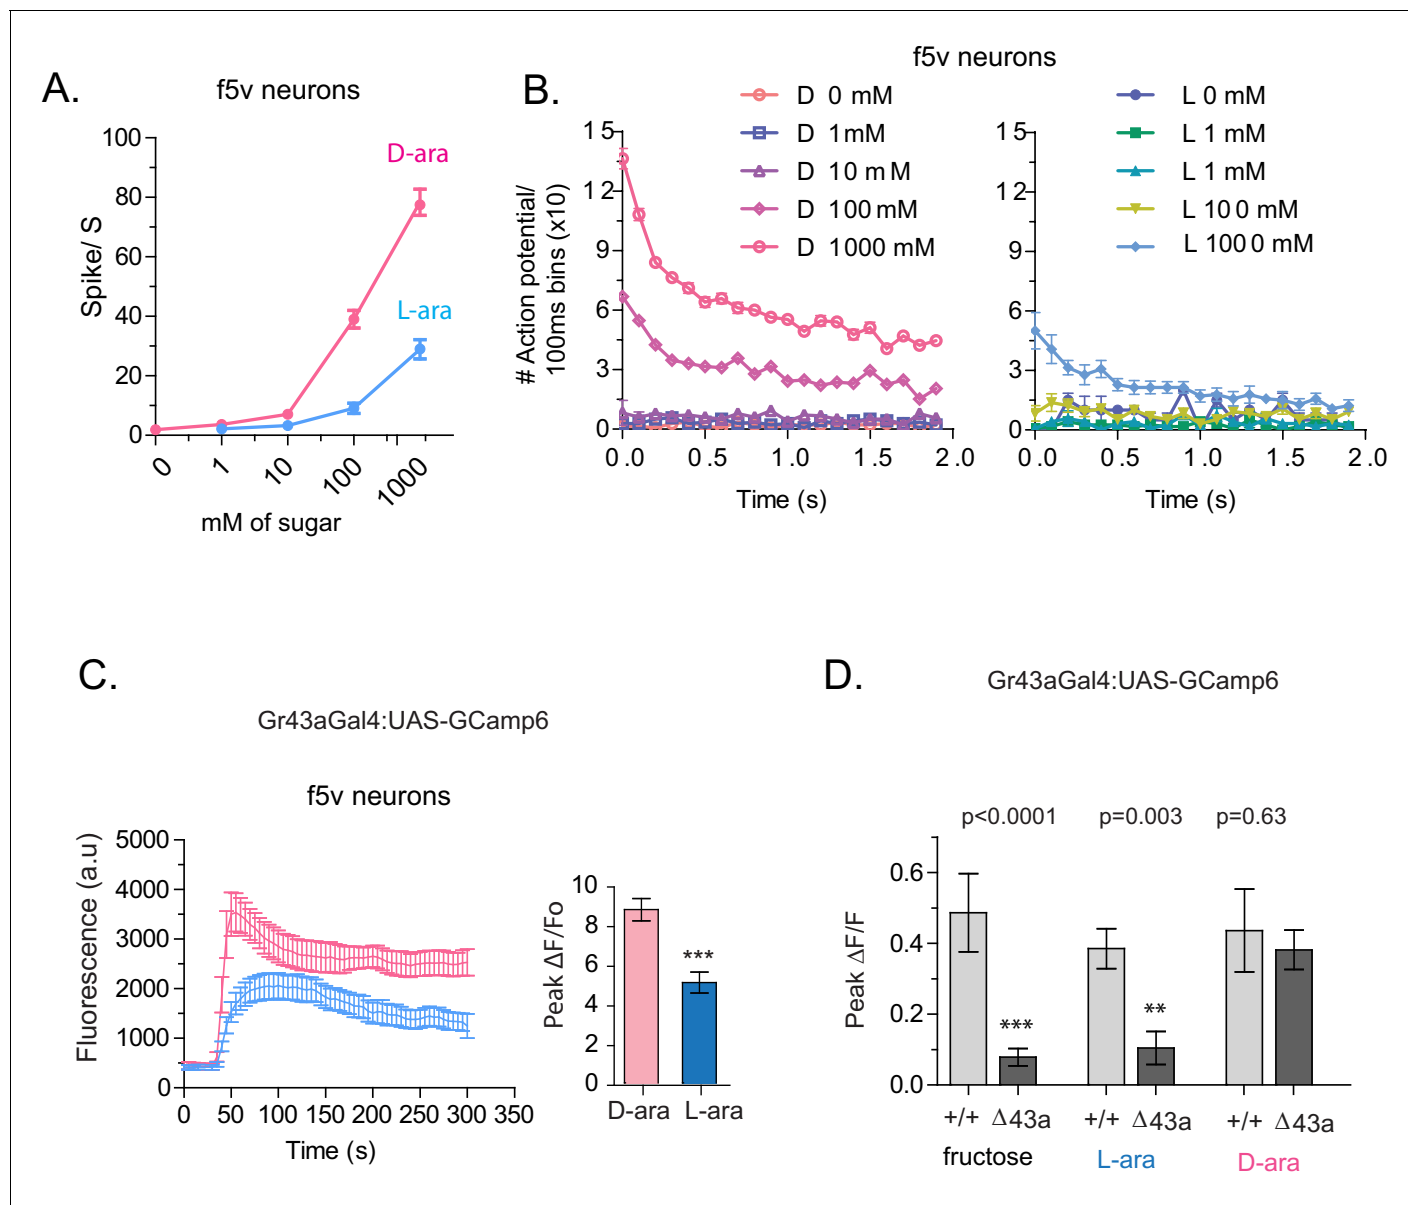 A.
f5v neurons
100
80
60
40
20
0
Spike/ S
D-ara
L-ara
0
1
10
100
1000
mM of sugar
B.
f5v neurons
D 0 mM
D 1mM
D 10 mM
D 100 mM
D 1000 mM
15
12
9
6
3
0
# Action potential/
100ms bins (x10)
0.0
0.5
1.0
1.5
2.0
Time (s)
L 0 mM
L 1 mM
L 1 mM
L 100 mM
L 1000 mM
15
12
9
6
3
0
0.0
0.5
1.0
1.5
2.0
Time (s)
C.
Gr43aGal4:UAS-GCamp6
f5v neurons
5000
4000
3000
2000
1000
0
Fluorescence (a.u)
0 50 100 150 200 250 300 350
Time (s)
10
8
6
4
2
0
Peak ΔF/Fo
***
D-ara L-ara
D.
Gr43aGal4:UAS-GCamp6
p<0.0001 p=0.003 p=0.63
0.6
0.4
0.2
0.0
Peak ΔF/F
***
**
+/+ Δ43a +/+ Δ43a +/+ Δ43a
fructose L-ara D-ara